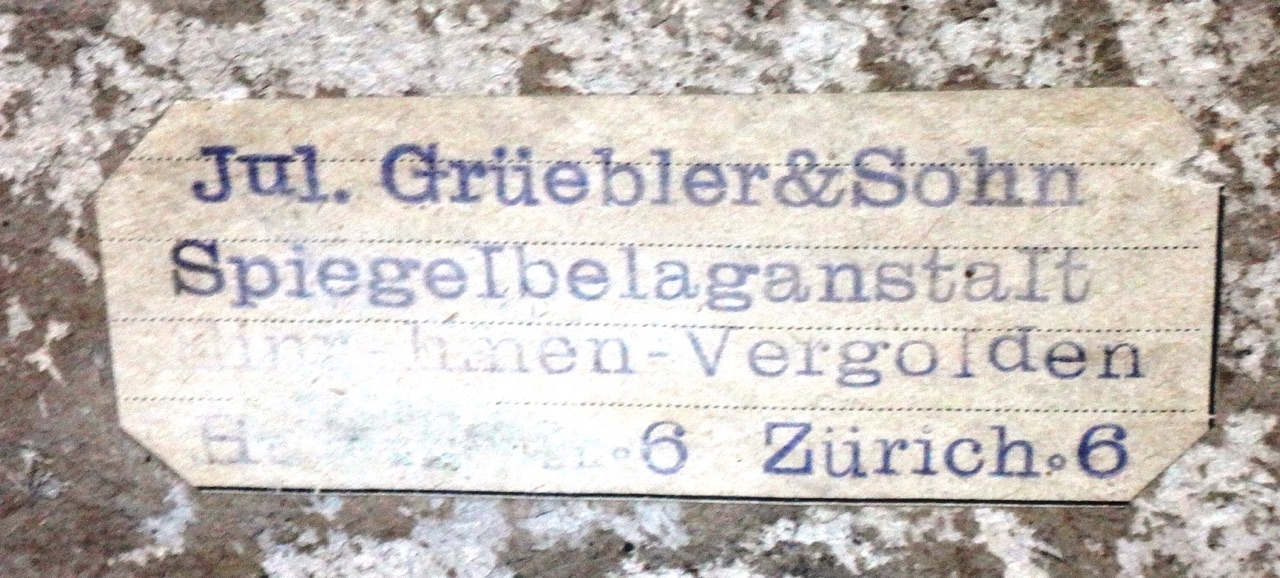 Jul. Grüebler&Sohn
Spiegelbelaganstalt
Vergolden
6 Zürich.6